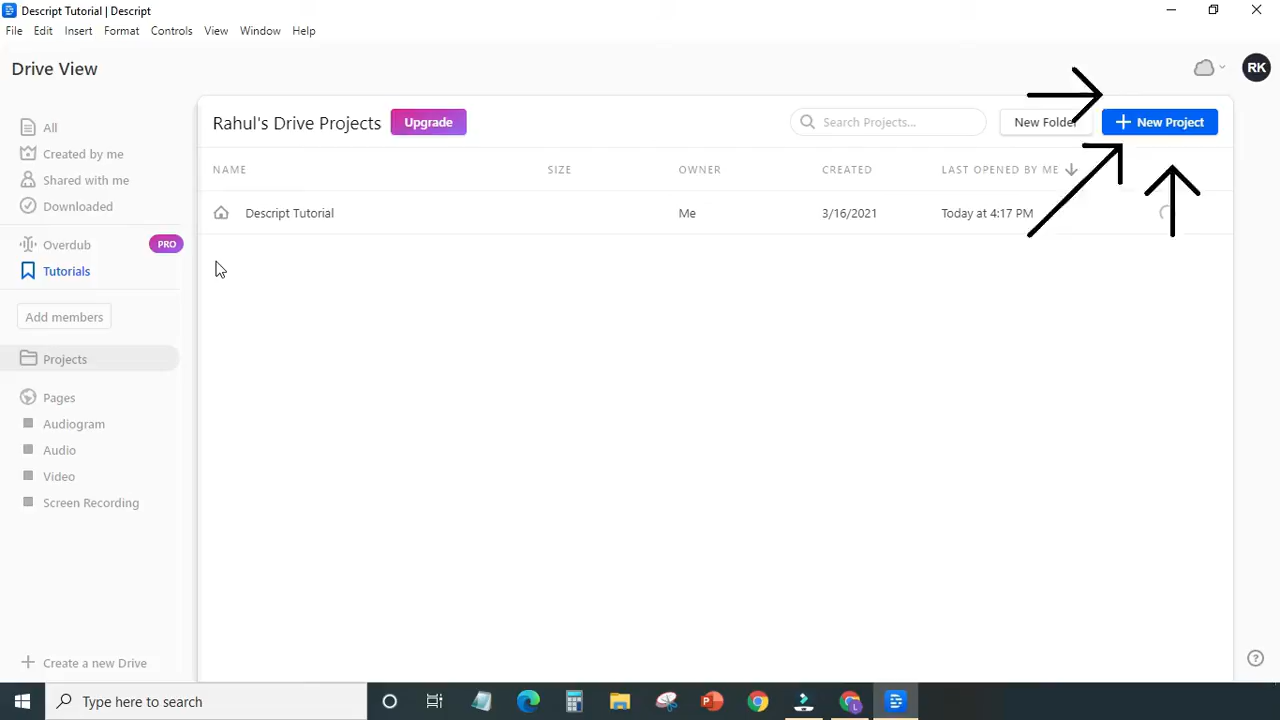 Descript Tutorial | Descript
File Edit Insert Format Controls View Window Help
Drive View
RK
Rahul's Drive Projects Upgrade Search Projects... New Folder + New Project
NAME SIZE OWNER CREATED LAST OPENED BY ME
Descript Tutorial Me 3/16/2021 Today at 4:17 PM
All
Created by me
Shared with me
Downloaded
Overdub PRO
Tutorials
Add members
Projects
Pages
Audiogram
Audio
Video
Screen Recording
+ Create a new Drive
Type here to search